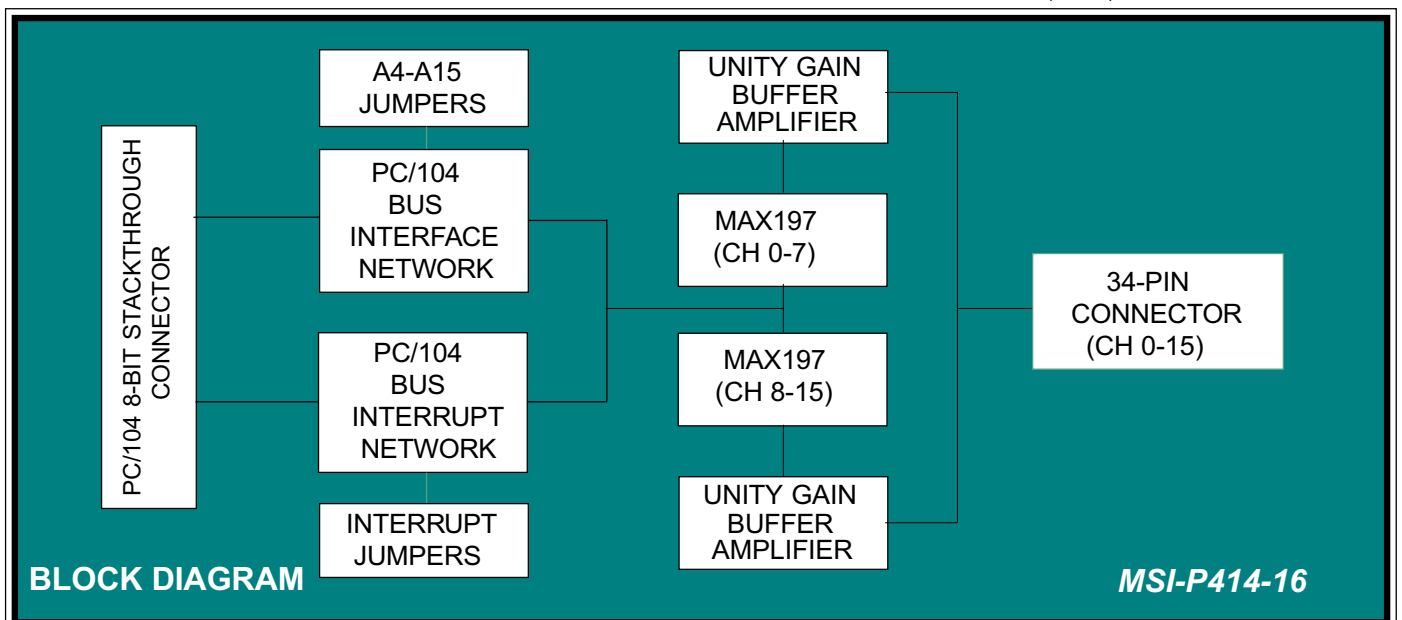 PC/104 8-BIT STACKTHROUGH
CONNECTOR
A4-A15
JUMPERS
PC/104
BUS
INTERFACE
NETWORK
PC/104
BUS
INTERRUPT
NETWORK
INTERRUPT
JUMPERS
UNITY GAIN
BUFFER
AMPLIFIER
MAX197
(CH 0-7)
MAX197
(CH 8-15)
UNITY GAIN
BUFFER
AMPLIFIER
34-PIN
CONNECTOR
(CH 0-15)
BLOCK DIAGRAM
MSI-P414-16